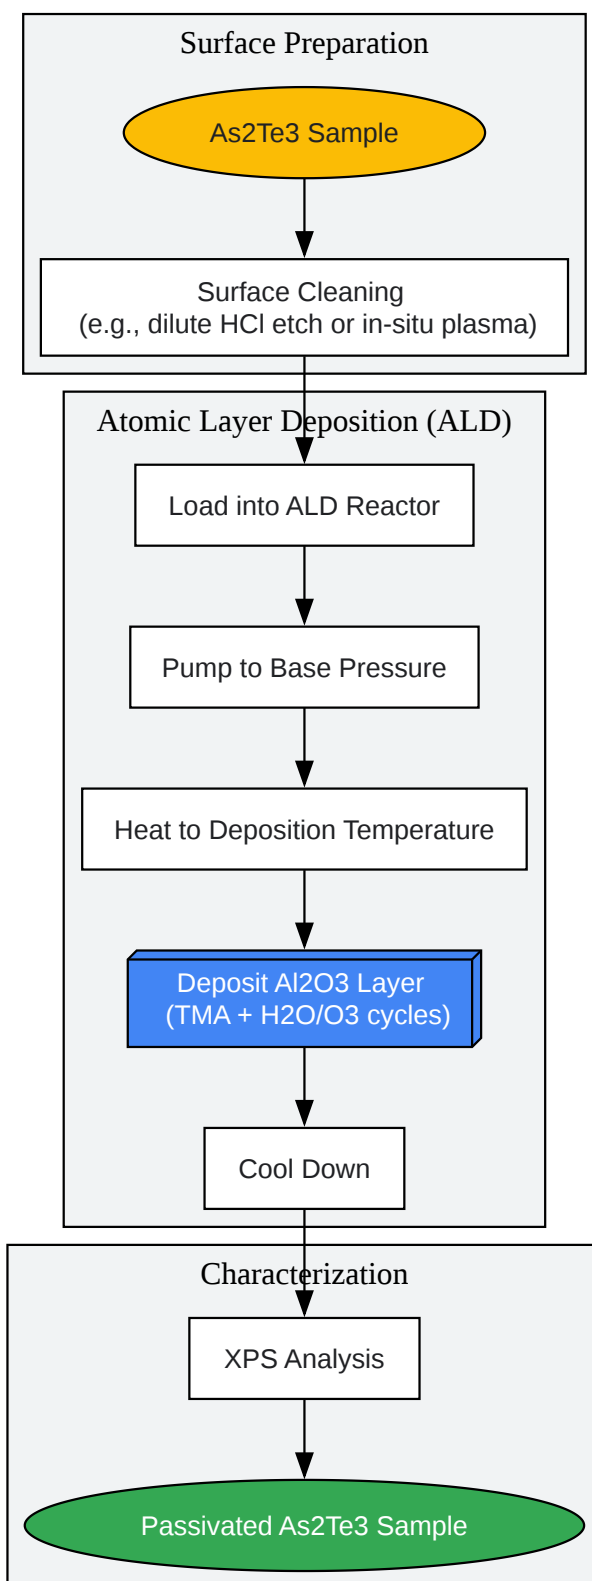 Surface Preparation
As2Te3 Sample
Surface Cleaning
(e.g., dilute HCl etch or in-situ plasma)
Atomic Layer Deposition (ALD)
Load into ALD Reactor
Pump to Base Pressure
Heat to Deposition Temperature
Deposit Al2O3 Layer
(TMA + H2O/O3 cycles)
Cool Down
Characterization
XPS Analysis
Passivated As2Te3 Sample